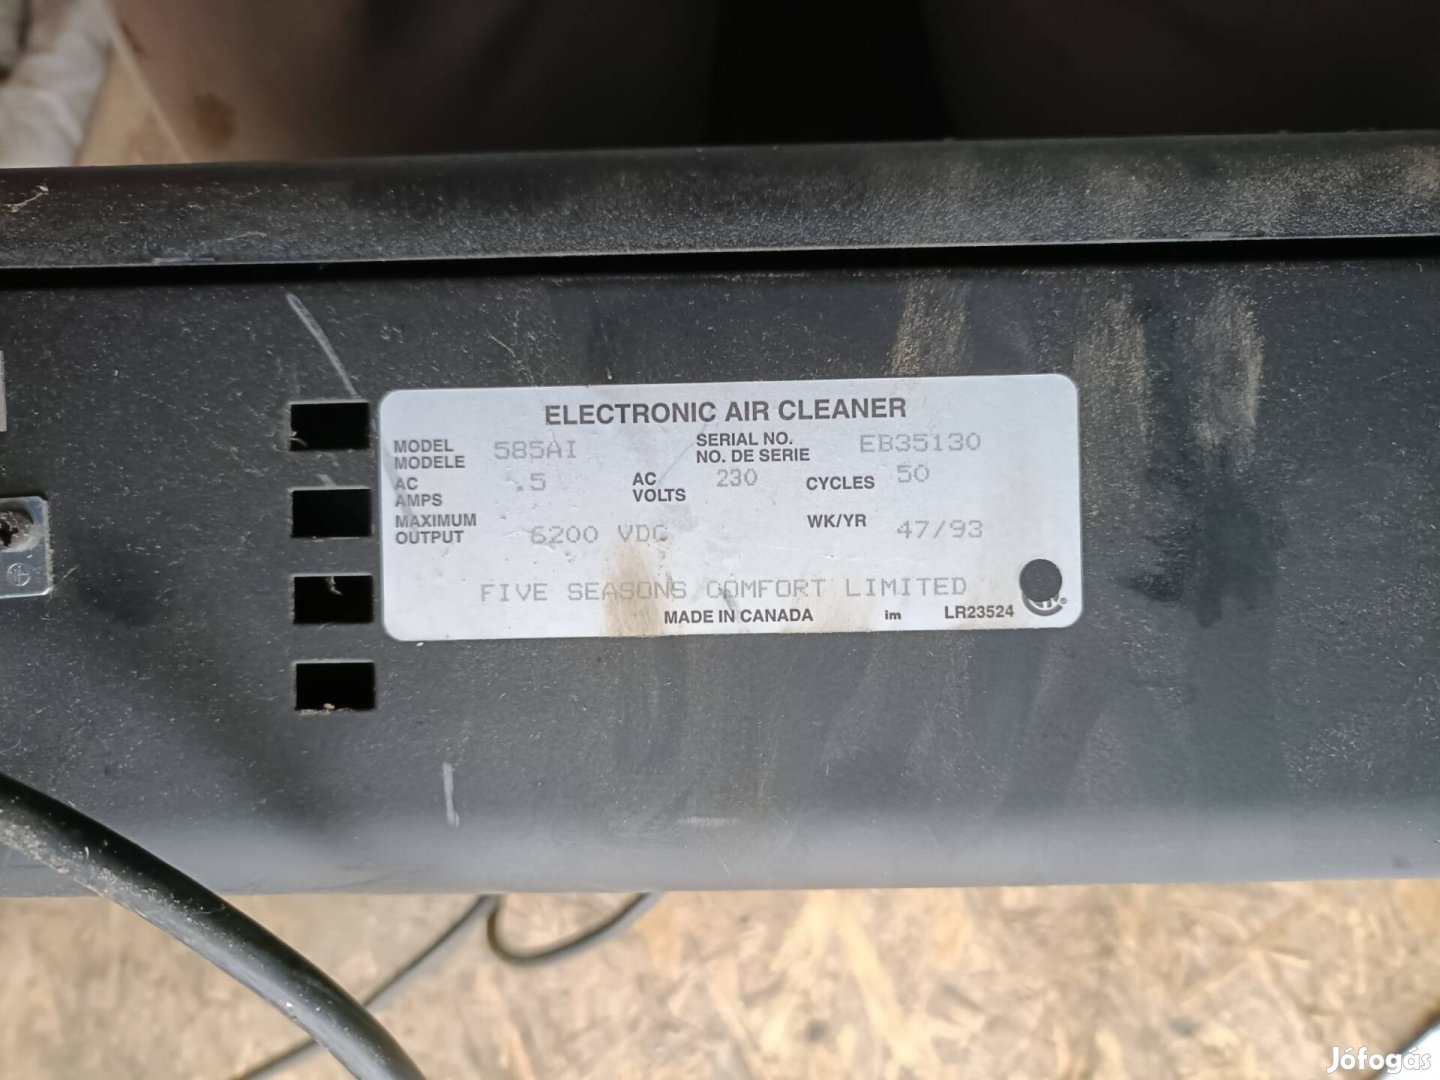 ELECTRONIC AIR CLEANER
MODEL 585AI SERIAL NO. EB35130
MODELE NO. DE SERIE
AC .5 AC 230 CYCLES 50
AMPS VOLTS
MAXIMUM 6200 VDC WK/YR 47/93
OUTPUT
FIVE SEASONS COMFORT LIMITED
MADE IN CANADA im LR23524
Jófogás